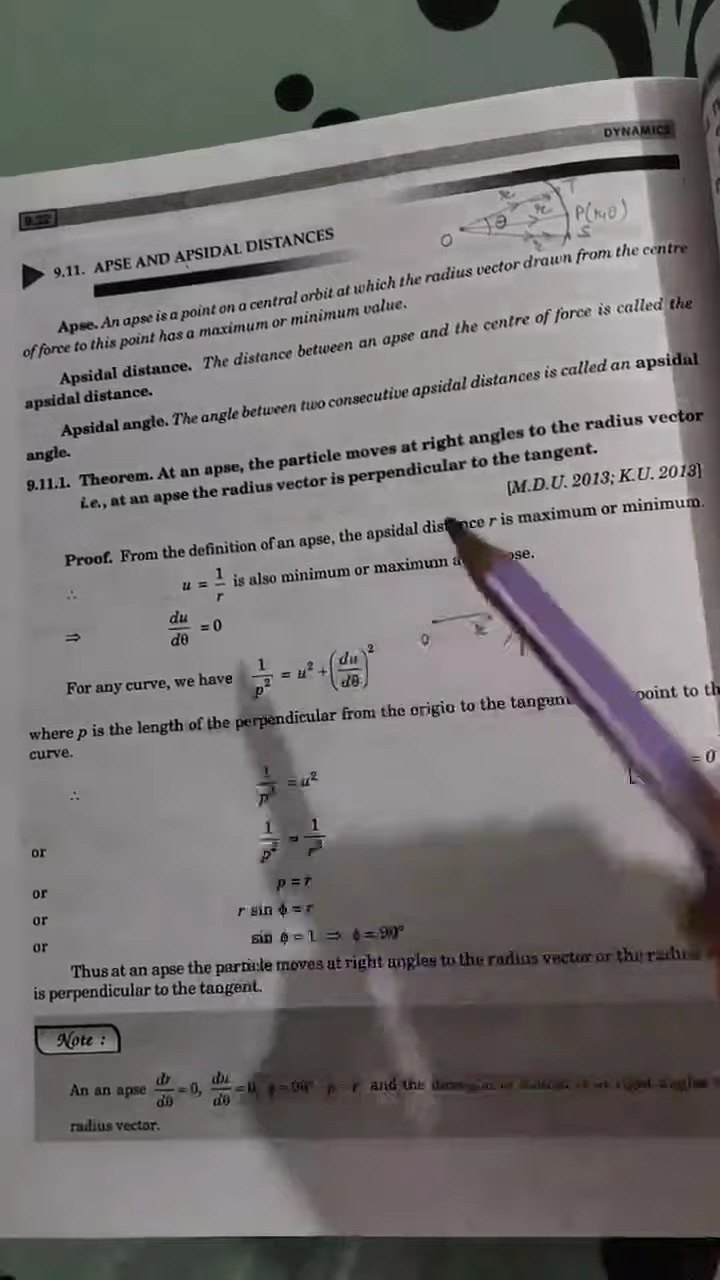 DYNAMICS
9.22
9.11. APSE AND APSIDAL DISTANCES
O θ P(r,θ) T S
Apse. An apse is a point on a central orbit at which the radius vector drawn from the centre
of force to this point has a maximum or minimum value.
Apsidal distance. The distance between an apse and the centre of force is called the
apsidal distance.
Apsidal angle. The angle between two consecutive apsidal distances is called an apsidal
angle.
9.11.1. Theorem. At an apse, the particle moves at right angles to the radius vector
i.e., at an apse the radius vector is perpendicular to the tangent.
[M.D.U. 2013; K.U. 2013]
Proof. From the definition of an apse, the apsidal distance r is maximum or minimum.
∴ u = 1/r is also minimum or maximum
⇒ du/dθ = 0
For any curve, we have 1/p² = u² + (du/dθ)²
where p is the length of the perpendicular from the origin to the tangent point to
curve.
∴ 1/p² = u² = 0
or 1/p² = 1/r²
or p = r
or r sin ϕ = r
or sin ϕ = 1 ⇒ ϕ = 90°
Thus at an apse the particle moves at right angles to the radius vector or the radius
is perpendicular to the tangent.
Note :
An an apse dr/dθ = 0, du/dθ = 0, ϕ = 90° p = r and the right angles
radius vector.